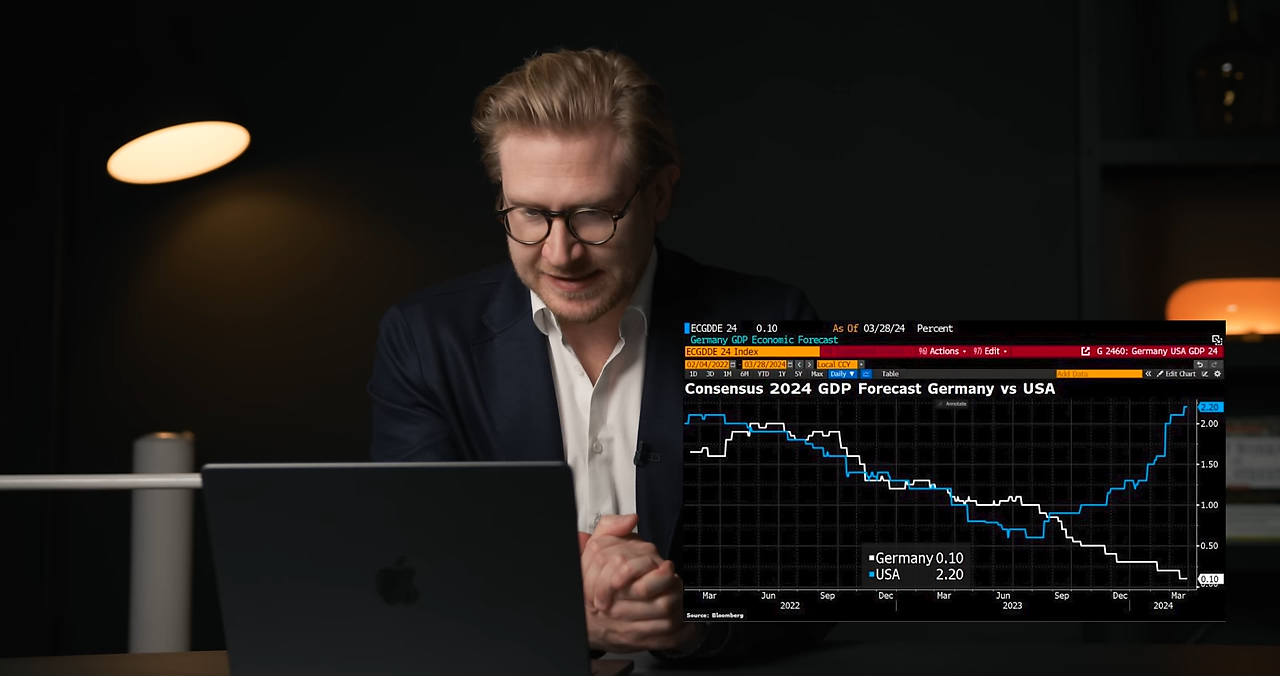 ECGDDE 24 0.10 As Of 03/28/24 Percent
Germany GDP Economic Forecast
ECGDDE 24 Index 96) Actions 97) Edit G 2460: Germany USA GDP 24
02/04/2022 03/28/2024 Local CCY
1D 3D 1M 6M YTD 1Y 5Y Max Daily ▼ Table Add Data « Edit Chart
Consensus 2024 GDP Forecast Germany vs USA
Annotate
2.20
2.00
1.50
1.00
0.50
Germany 0.10
USA 2.20
0.10
0.00
Mar Jun Sep Dec Mar Jun Sep Dec Mar
2022 2023 2024
Source: Bloomberg